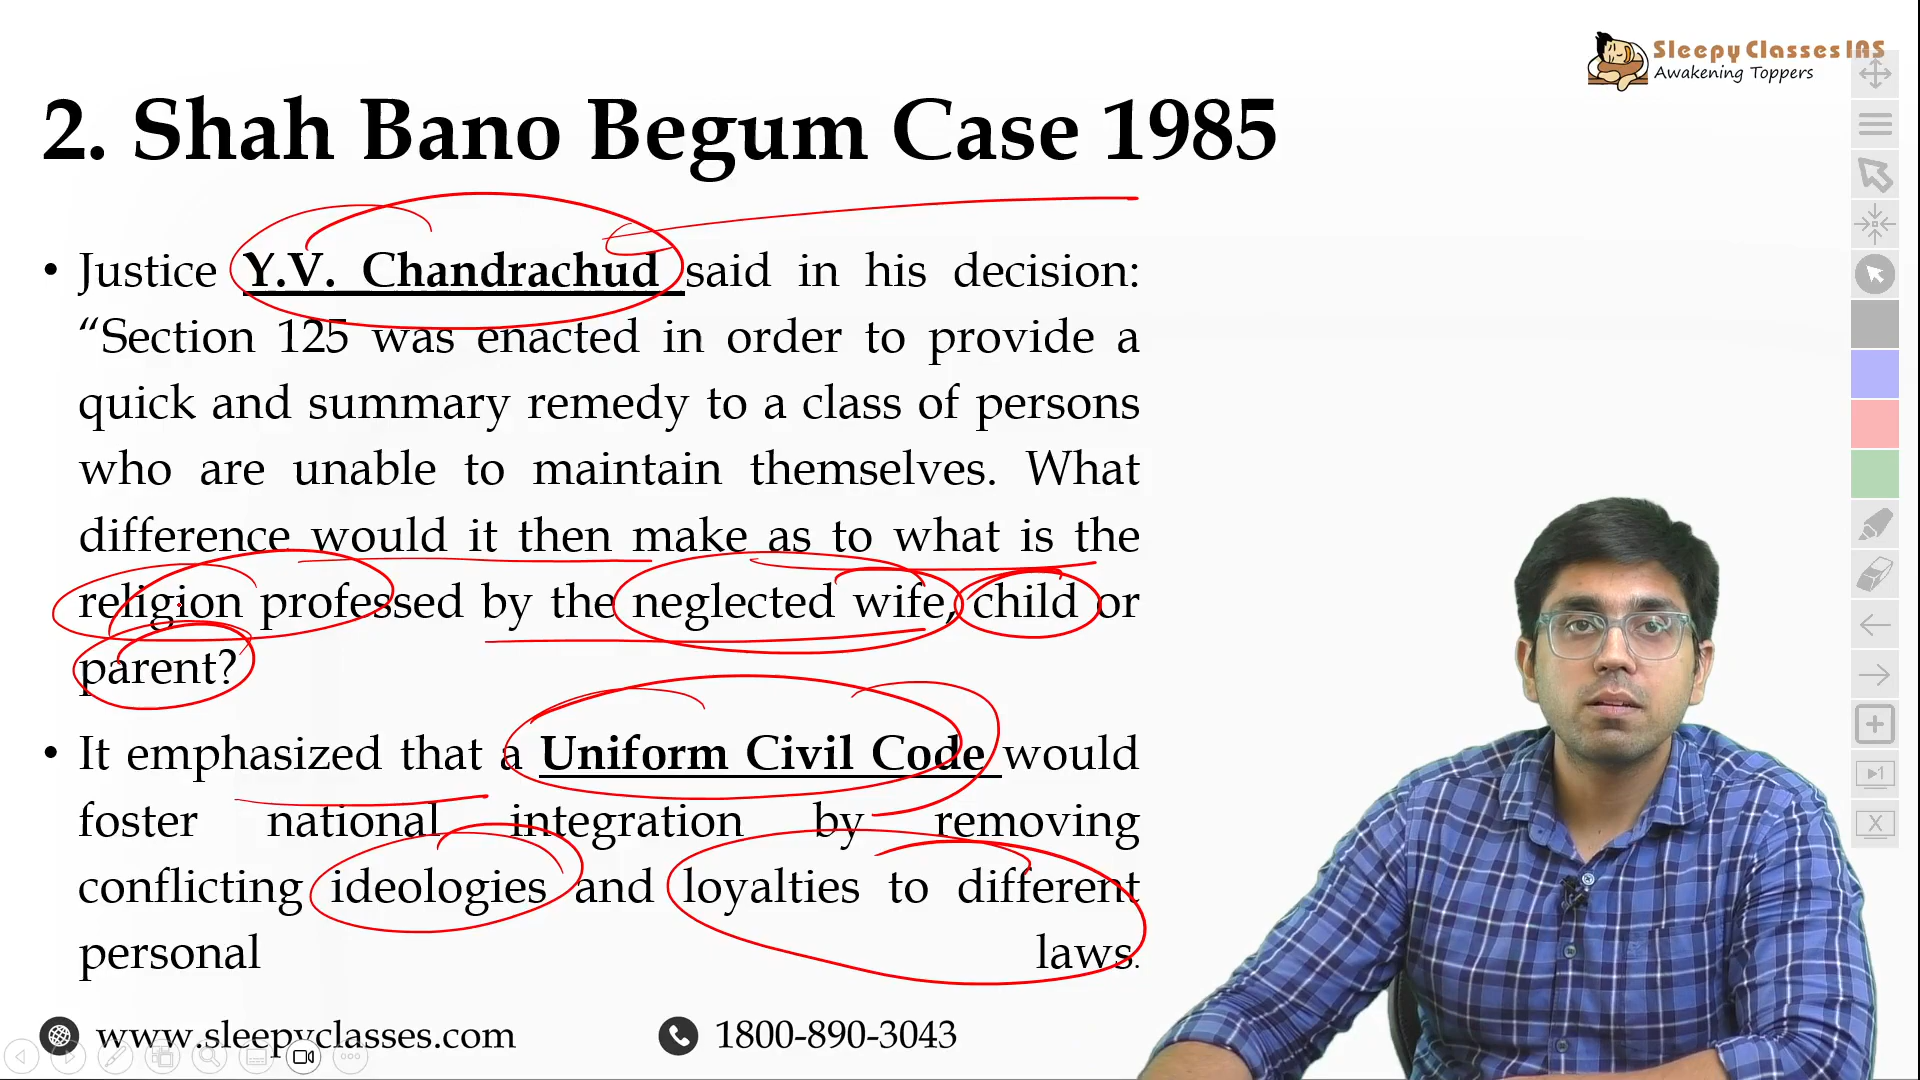 Sleepy Classes IAS
Awakening Toppers
2. Shah Bano Begum Case 1985
• Justice Y.V. Chandrachud said in his decision:
“Section 125 was enacted in order to provide a
quick and summary remedy to a class of persons
who are unable to maintain themselves. What
difference would it then make as to what is the
religion professed by the neglected wife, child or
parent?
• It emphasized that a Uniform Civil Code would
foster national integration by removing
conflicting ideologies and loyalties to different
personal laws.
www.sleepyclasses.com
1800-890-3043